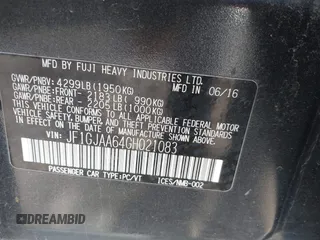 MFD BY FUJI HEAVY INDUSTRIES LTD.
GVWR/PNBV: 4299LB(1950KG) 06/16
GAWR/PNBE:FRONT- 2183LB( 990KG)
GAWR/PNBE:REAR - 2205LB(1000KG)
THIS VEHICLE CONFORMS TO ALL APPLICABLE FEDERAL
MOTOR VEHICLE SAFETY, BUMPER, AND THEFT
PREVENTION STANDARDS IN EFFECT ON THE DATE OF
MANUFACTURE SHOWN ABOVE.
VIN: JF1GJAA64GH021083
PASSENGER CAR TYPE:PC/VT ICES/NMB-002
DREAMBID